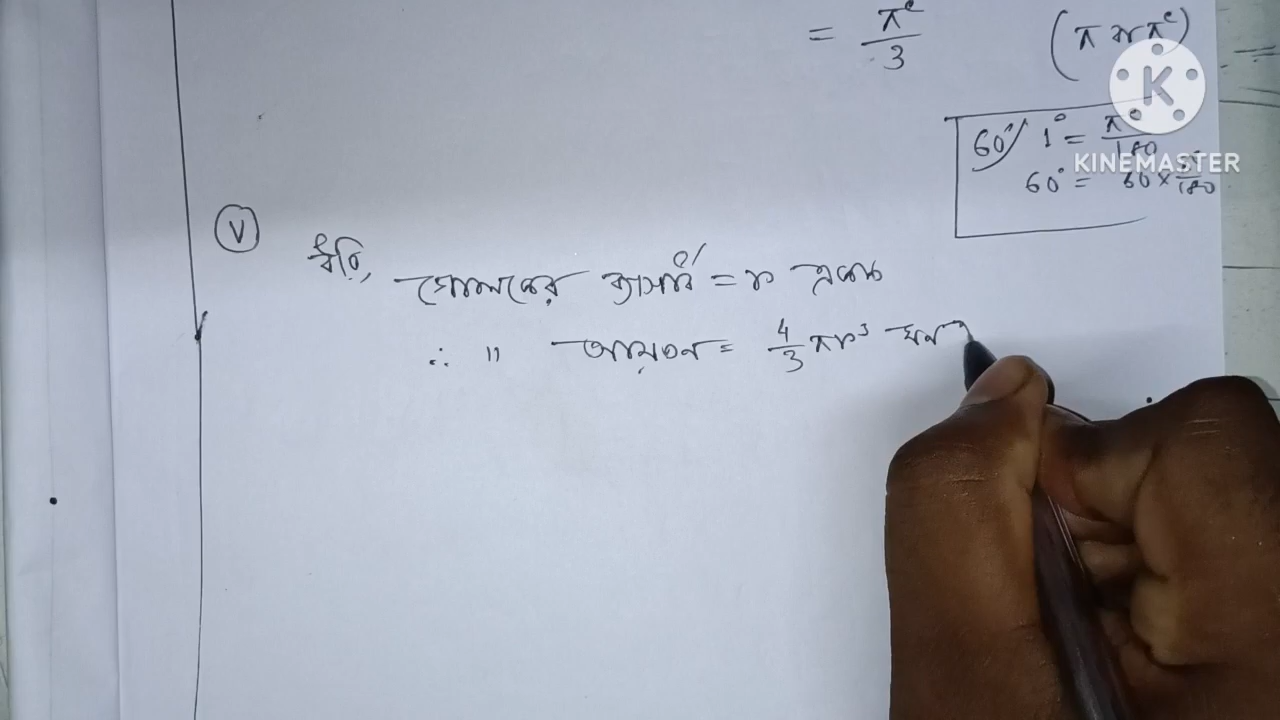 = π^c/3 (π বা π^c)
K
KINEMASTER
60°/ 1° = π^c/180
60° = 60 × π^c/180
(V) ধরি, গোলকের ব্যাসার্ধ = r একক
∴ " আয়তন = 4/3 πr³ ঘন